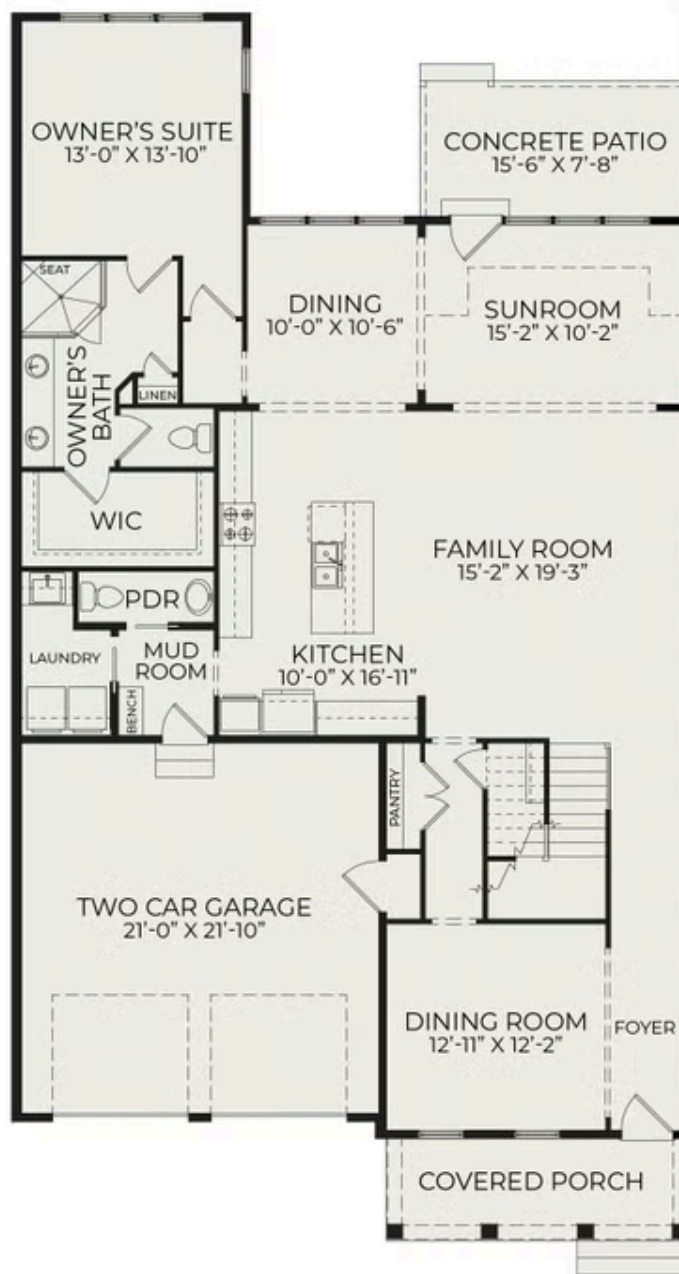 OWNER'S SUITE
13'-0" X 13'-10"
CONCRETE PATIO
15'-6" X 7'-8"
SEAT
DINING
10'-0" X 10'-6"
SUNROOM
15'-2" X 10'-2"
OWNER'S
BATH
LINEN
WIC
FAMILY ROOM
15'-2" X 19'-3"
PDR
LAUNDRY
MUD
ROOM
BENCH
KITCHEN
10'-0" X 16'-11"
PANTRY
TWO CAR GARAGE
21'-0" X 21'-10"
DINING ROOM
12'-11" X 12'-2"
FOYER
COVERED PORCH